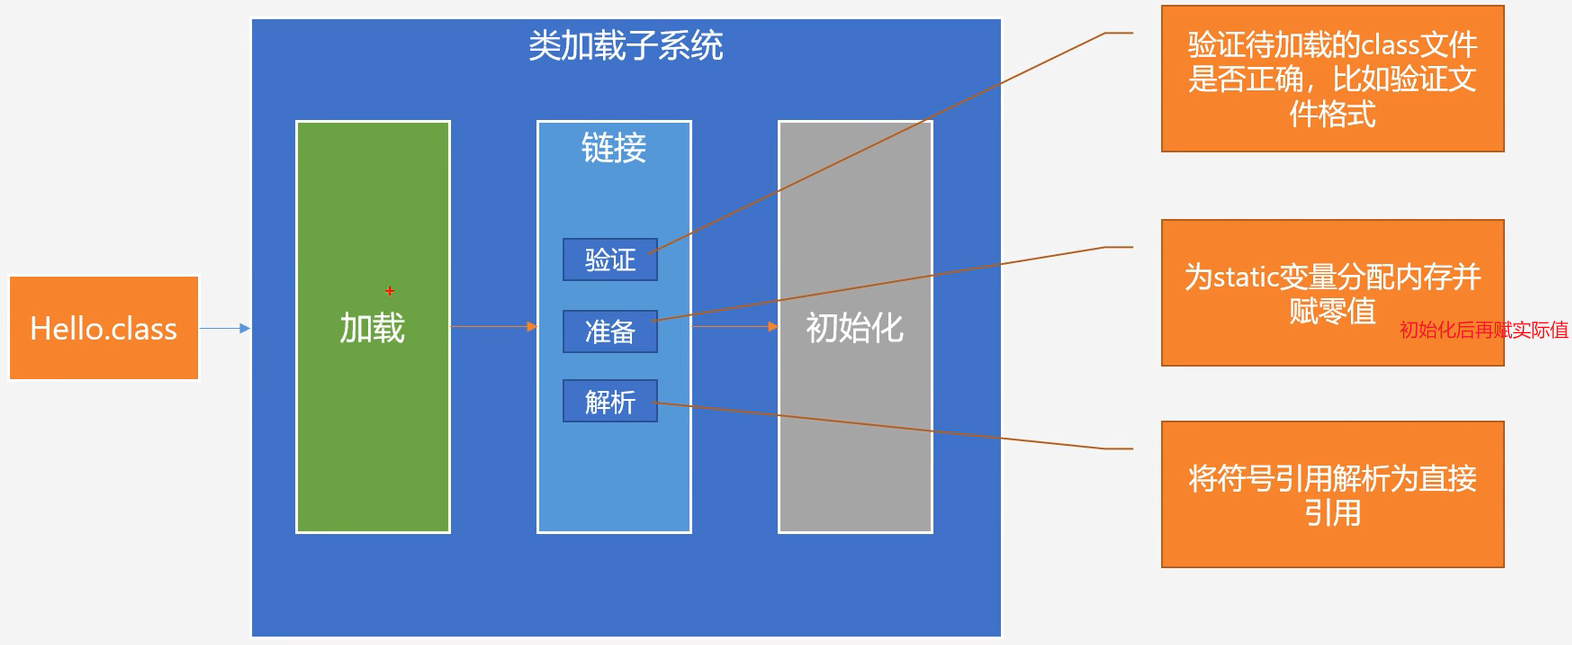 类加载子系统
Hello.class
加载
链接
验证
准备
解析
初始化
验证待加载的class文件
是否正确，比如验证文
件格式
为static变量分配内存并
赋零值
初始化后再赋实际值
将符号引用解析为直接
引用